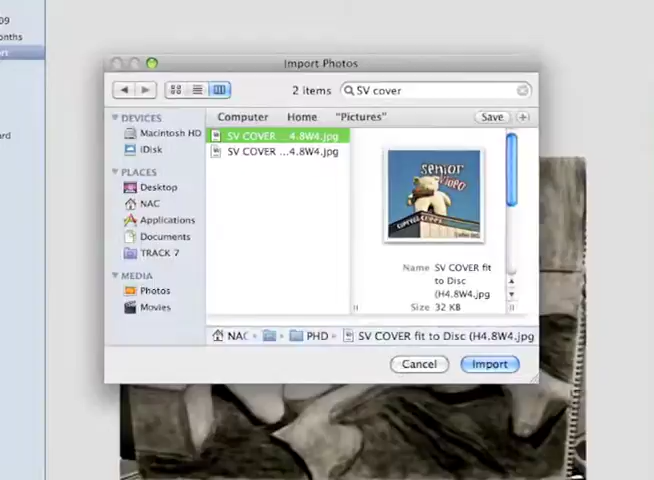 09
onths
Import Photos
2 items
SV cover
DEVICES
Macintosh HD
iDisk
PLACES
Desktop
NAC
Applications
Documents
TRACK 7
MEDIA
Photos
Movies
Computer Home "Pictures" Save
SV COVER ...4.8W4.jpg
SV COVER ...4.8W4.jpg
senior
video
Name SV COVER fit
to Disc
(H4.8W4.jpg
Size 32 KB
NAC PHD SV COVER fit to Disc (H4.8W4.jpg
Cancel Import